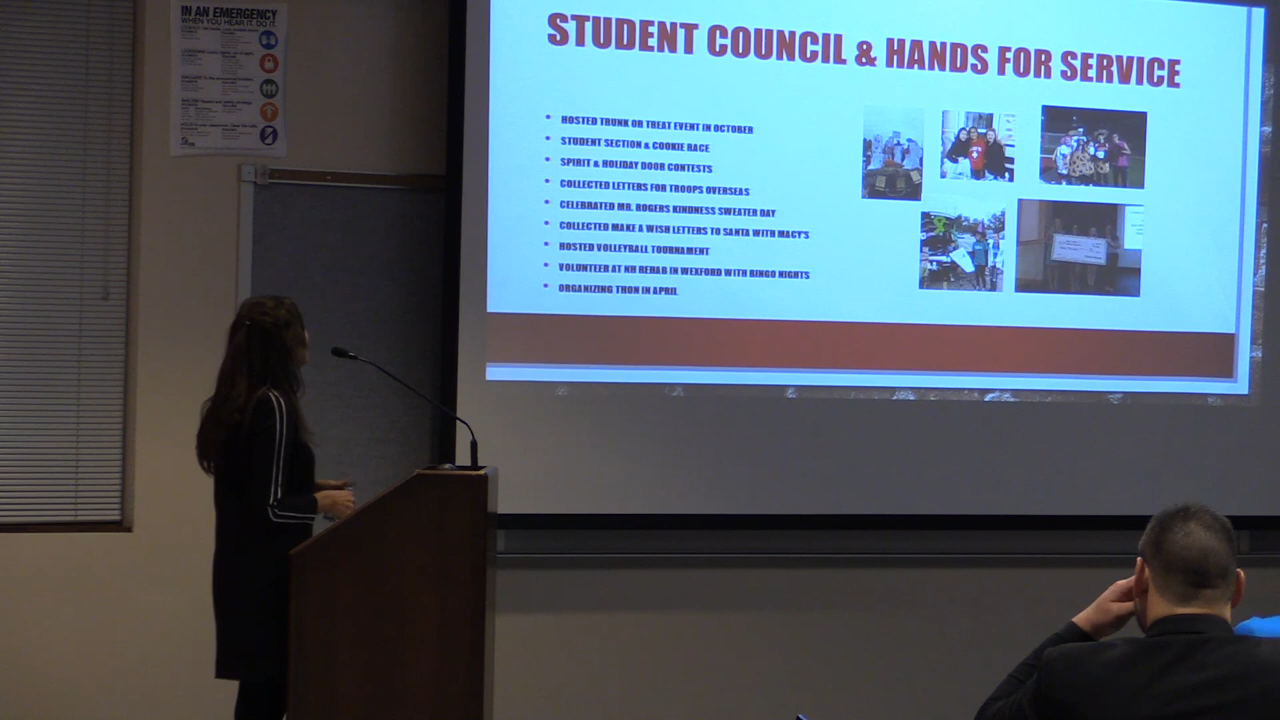 IN AN EMERGENCY
WHEN YOU HEAR IT. DO IT.
STUDENT COUNCIL & HANDS FOR SERVICE
• HOSTED TRUNK OR TREAT EVENT IN OCTOBER
• STUDENT SECTION & COOKIE RACE
• SPIRIT & HOLIDAY DOOR CONTESTS
• COLLECTED LETTERS FOR TROOPS OVERSEAS
• CELEBRATED MR. ROGERS KINDNESS SWEATER DAY
• COLLECTED MAKE A WISH LETTERS TO SANTA WITH MACY'S
• HOSTED VOLLEYBALL TOURNAMENT
• VOLUNTEER AT NH REHAB IN WEXFORD WITH BINGO NIGHTS
• ORGANIZING THON IN APRIL